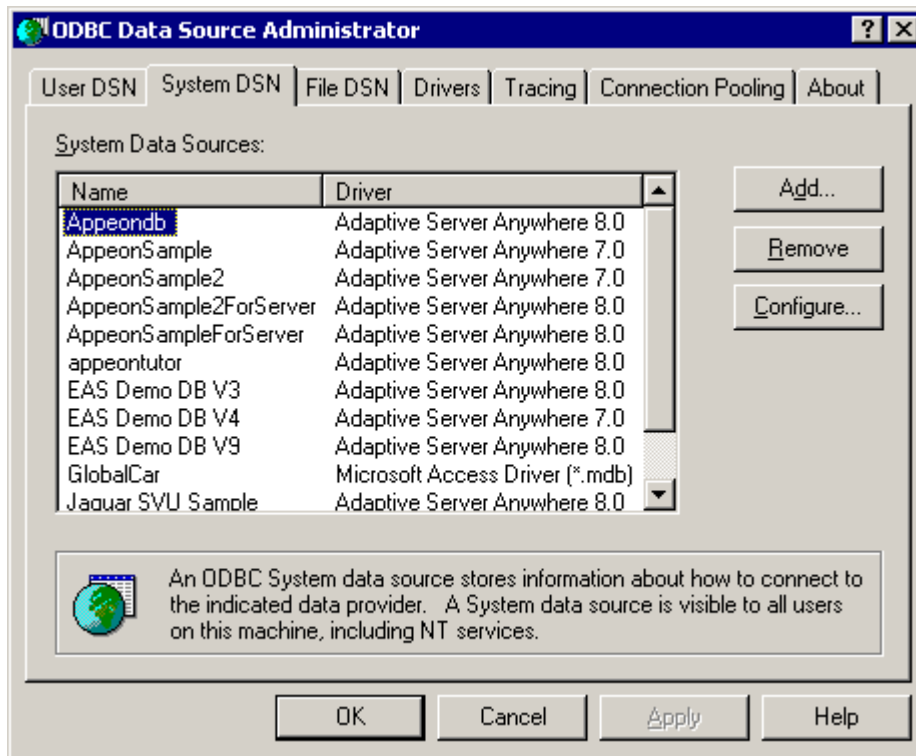 ODBC Data Source Administrator
User DSN System DSN File DSN Drivers Tracing Connection Pooling About
System Data Sources:
Name Driver
Appeondb Adaptive Server Anywhere 8.0
AppeonSample Adaptive Server Anywhere 7.0
AppeonSample2 Adaptive Server Anywhere 7.0
AppeonSample2ForServer Adaptive Server Anywhere 8.0
AppeonSampleForServer Adaptive Server Anywhere 8.0
appeontutor Adaptive Server Anywhere 8.0
EAS Demo DB V3 Adaptive Server Anywhere 8.0
EAS Demo DB V4 Adaptive Server Anywhere 7.0
EAS Demo DB V9 Adaptive Server Anywhere 8.0
GlobalCar Microsoft Access Driver (*.mdb)
Jaguar SVU Sample Adaptive Server Anywhere 8.0
Add...
Remove
Configure...
An ODBC System data source stores information about how to connect to
the indicated data provider. A System data source is visible to all users
on this machine, including NT services.
OK Cancel Apply Help